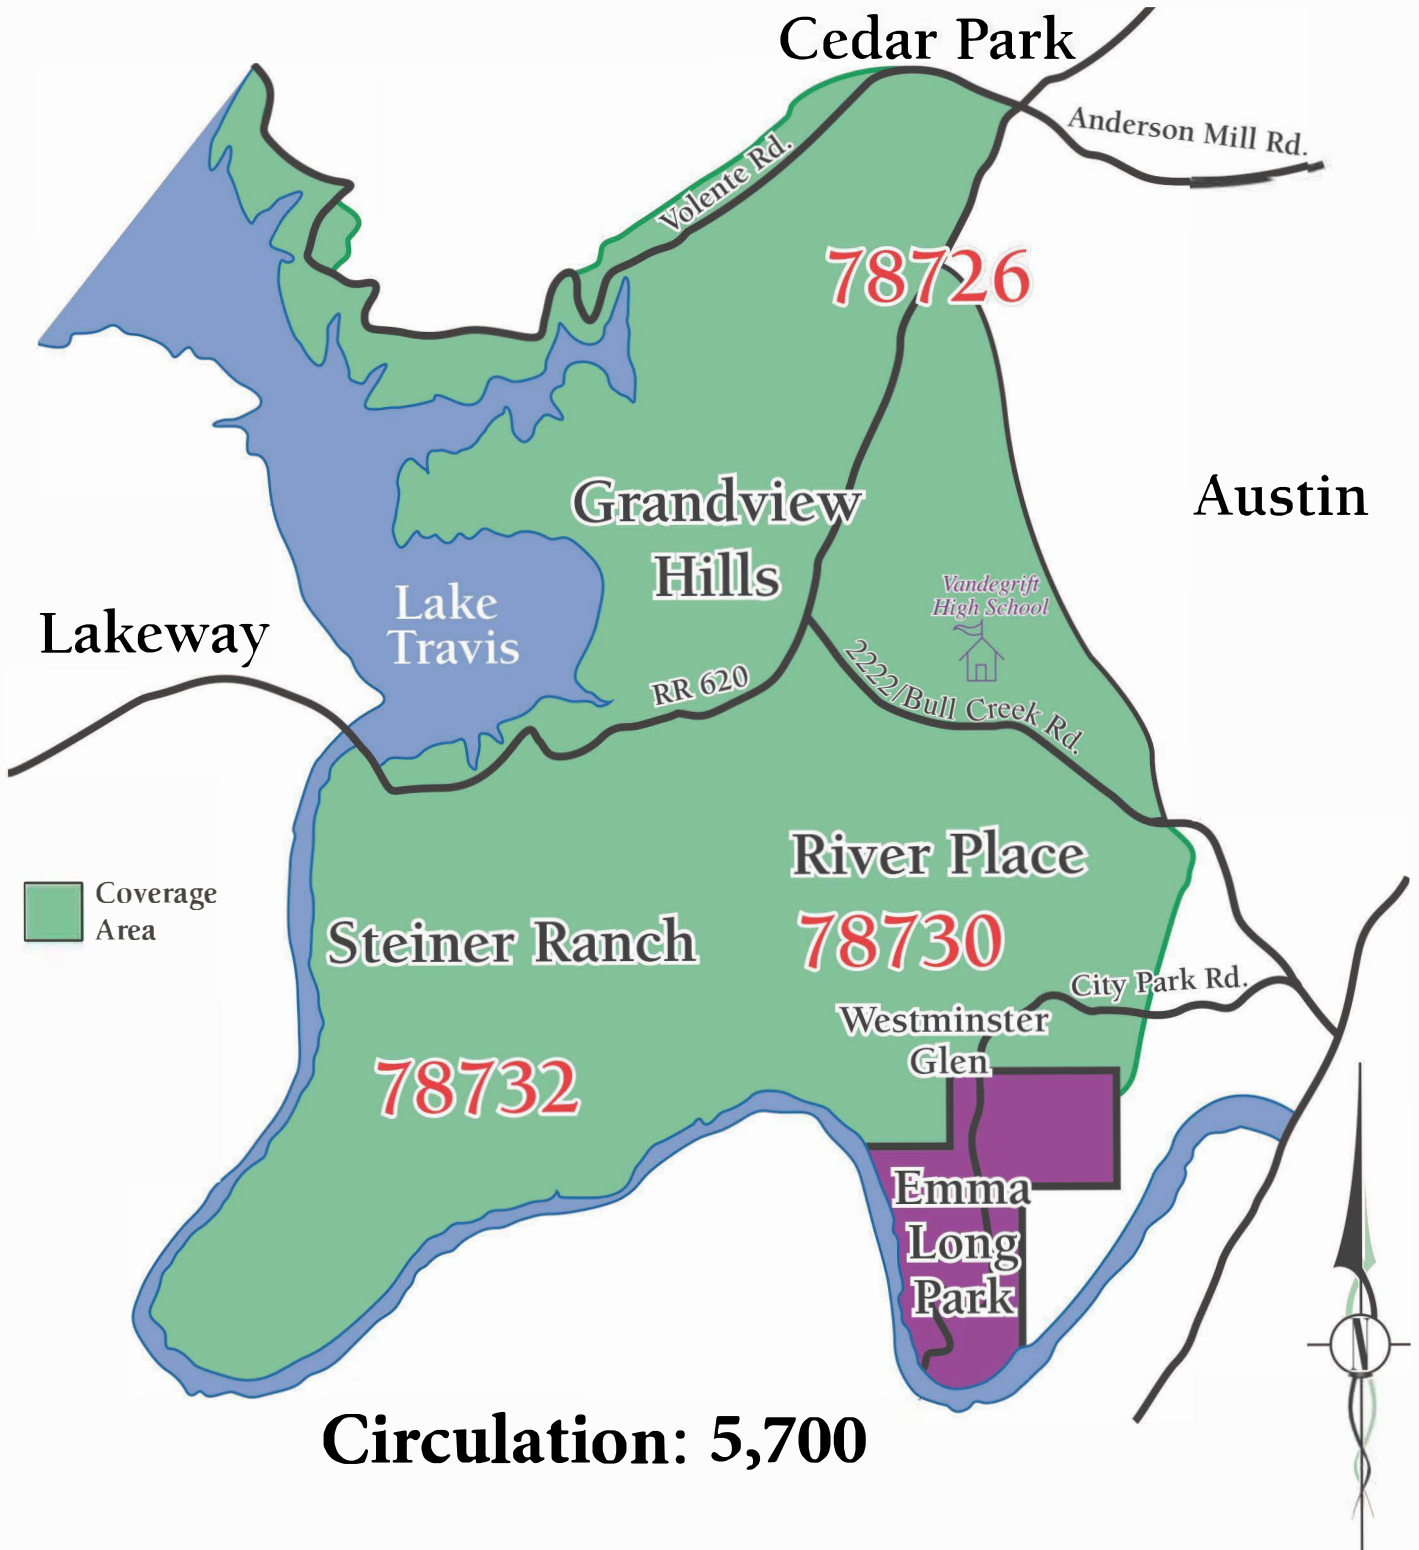 Cedar Park
Anderson Mill Rd.
Volente Rd.
78726
Austin
Grandview
Hills
Vandegrift
High School
Lake
Travis
Lakeway
RR 620
2222/Bull Creek Rd.
River Place
Coverage
Area
Steiner Ranch
78730
City Park Rd.
Westminster
Glen
78732
Emma
Long
Park
N
Circulation: 5,700